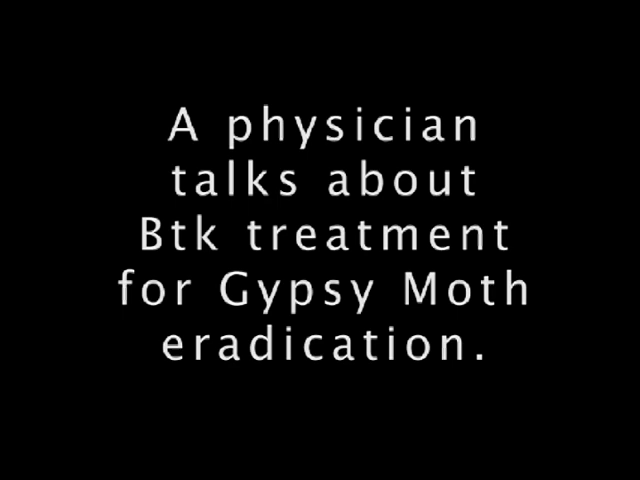 A physician
talks about
Btk treatment
for Gypsy Moth
eradication.